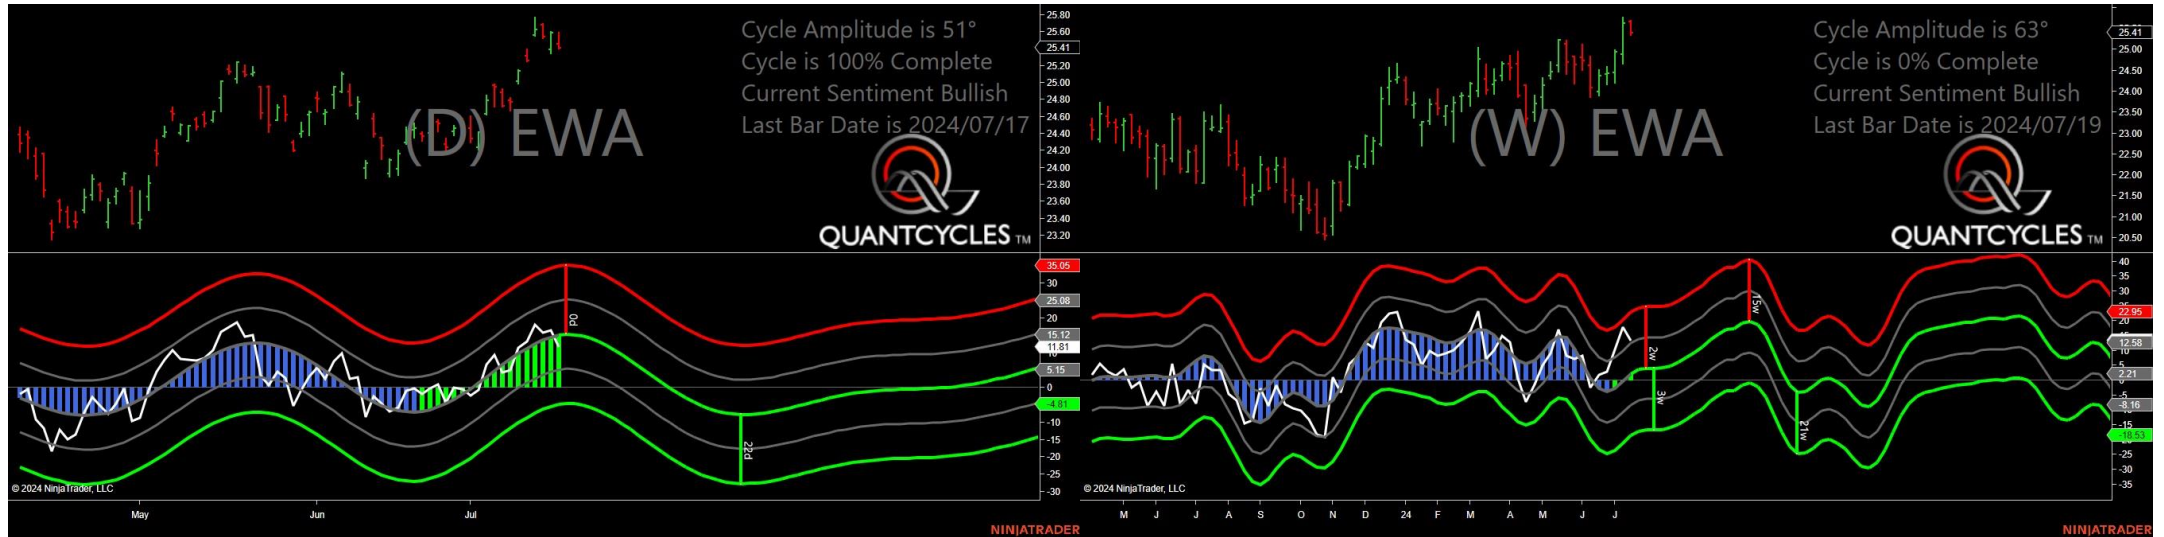 Cycle Amplitude is 51°
Cycle is 100% Complete
Current Sentiment Bullish
Last Bar Date is 2024/07/17
(D) EWA
QUANTCYCLES TM
25.80
25.60
25.41
25.20
25.00
24.80
24.60
24.40
24.20
24.00
23.80
23.60
23.40
23.20
35.05
30
25.08
20
15.12
11.81
10
5.15
0
-4.81
-10
-15
-20
-25
-30
0d
22d
© 2024 NinjaTrader, LLC
May Jun Jul
NINJATRADER
Cycle Amplitude is 63°
Cycle is 0% Complete
Current Sentiment Bullish
Last Bar Date is 2024/07/19
(W) EWA
QUANTCYCLES TM
25.41
25.00
24.50
24.00
23.50
23.00
22.50
22.00
21.50
21.00
20.50
40
35
30
22.95
20
12.58
5
2.21
-5
-8.16
-15
-18.53
-25
-30
-35
15w
2w
3w
21w
© 2024 NinjaTrader, LLC
M J J A S O N D 24 F M A M J J
NINJATRADER